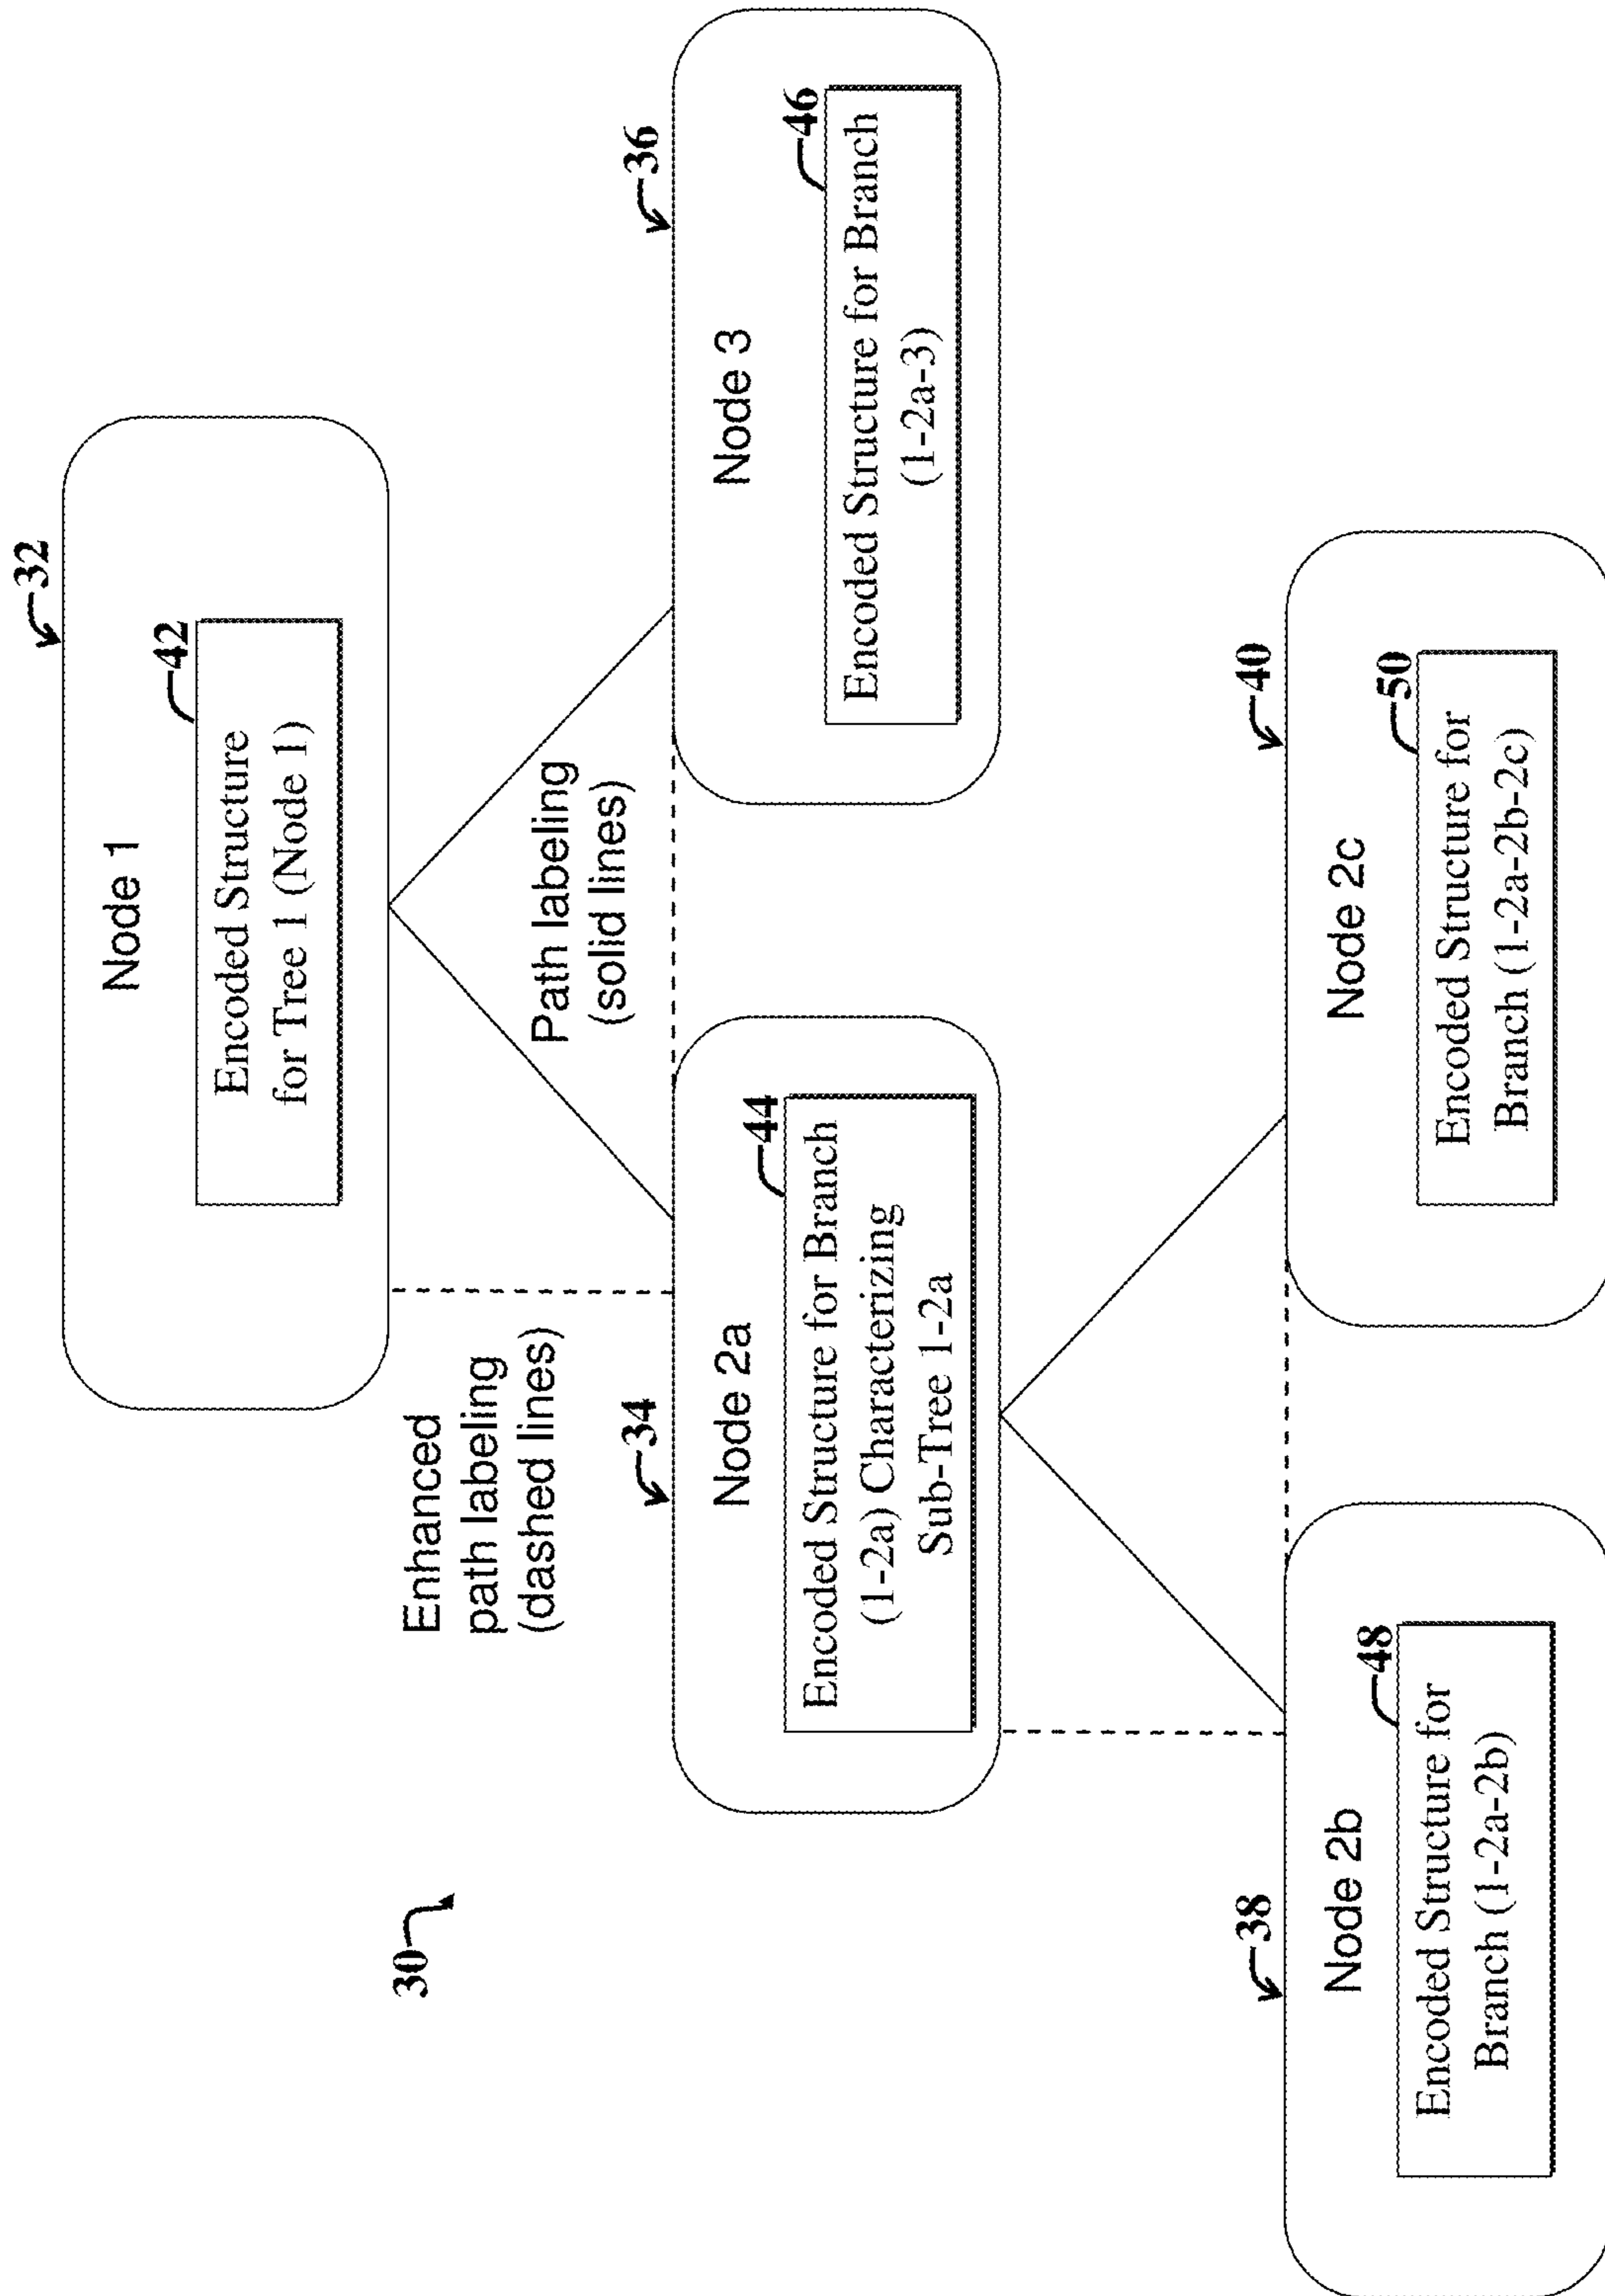 30
32
Node 1
42
Encoded Structure
for Tree 1 (Node 1)
Enhanced
path labeling
(dashed lines)
Path labeling
(solid lines)
34
Node 2a
44
Encoded Structure for Branch
(1-2a) Characterizing
Sub-Tree 1-2a
36
Node 3
46
Encoded Structure for Branch
(1-2a-3)
38
Node 2b
48
Encoded Structure for
Branch (1-2a-2b)
40
Node 2c
50
Encoded Structure for
Branch (1-2a-2b-2c)